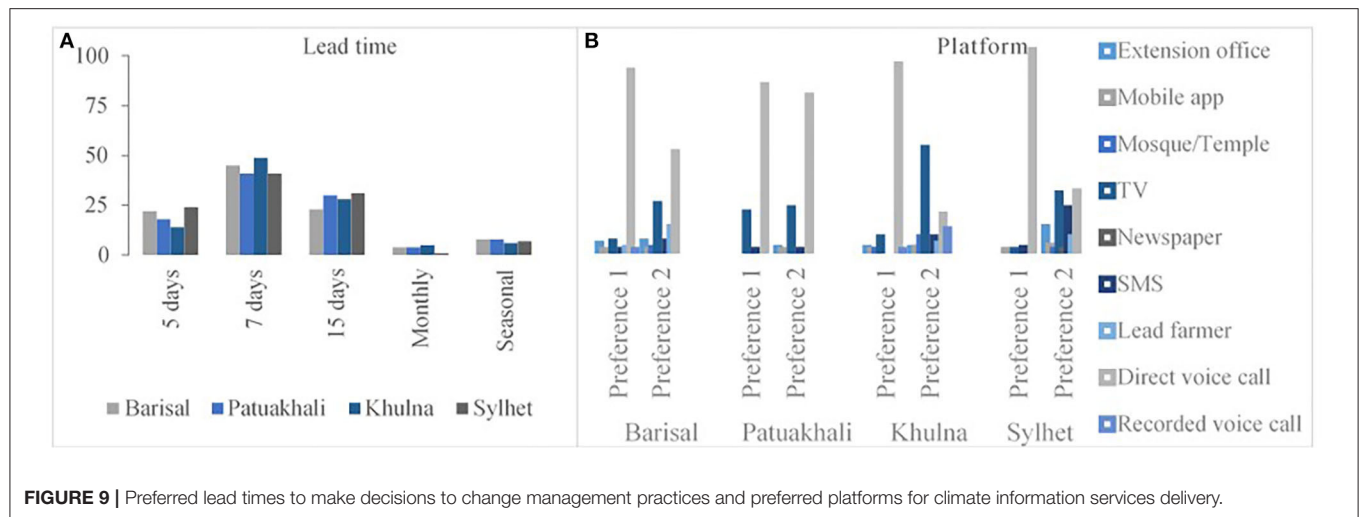 A
Lead time
100
75
50
25
0
5 days
7 days
15 days
Monthly
Seasonal
Barisal Patuakhali Khulna Sylhet
B
Platform
Preference 1
Preference 2
Preference 1
Preference 2
Preference 1
Preference 2
Preference 1
Preference 2
Barisal Patuakhali Khulna Sylhet
Extension office
Mobile app
Mosque/Temple
TV
Newspaper
SMS
Lead farmer
Direct voice call
Recorded voice call
FIGURE 9 | Preferred lead times to make decisions to change management practices and preferred platforms for climate information services delivery.